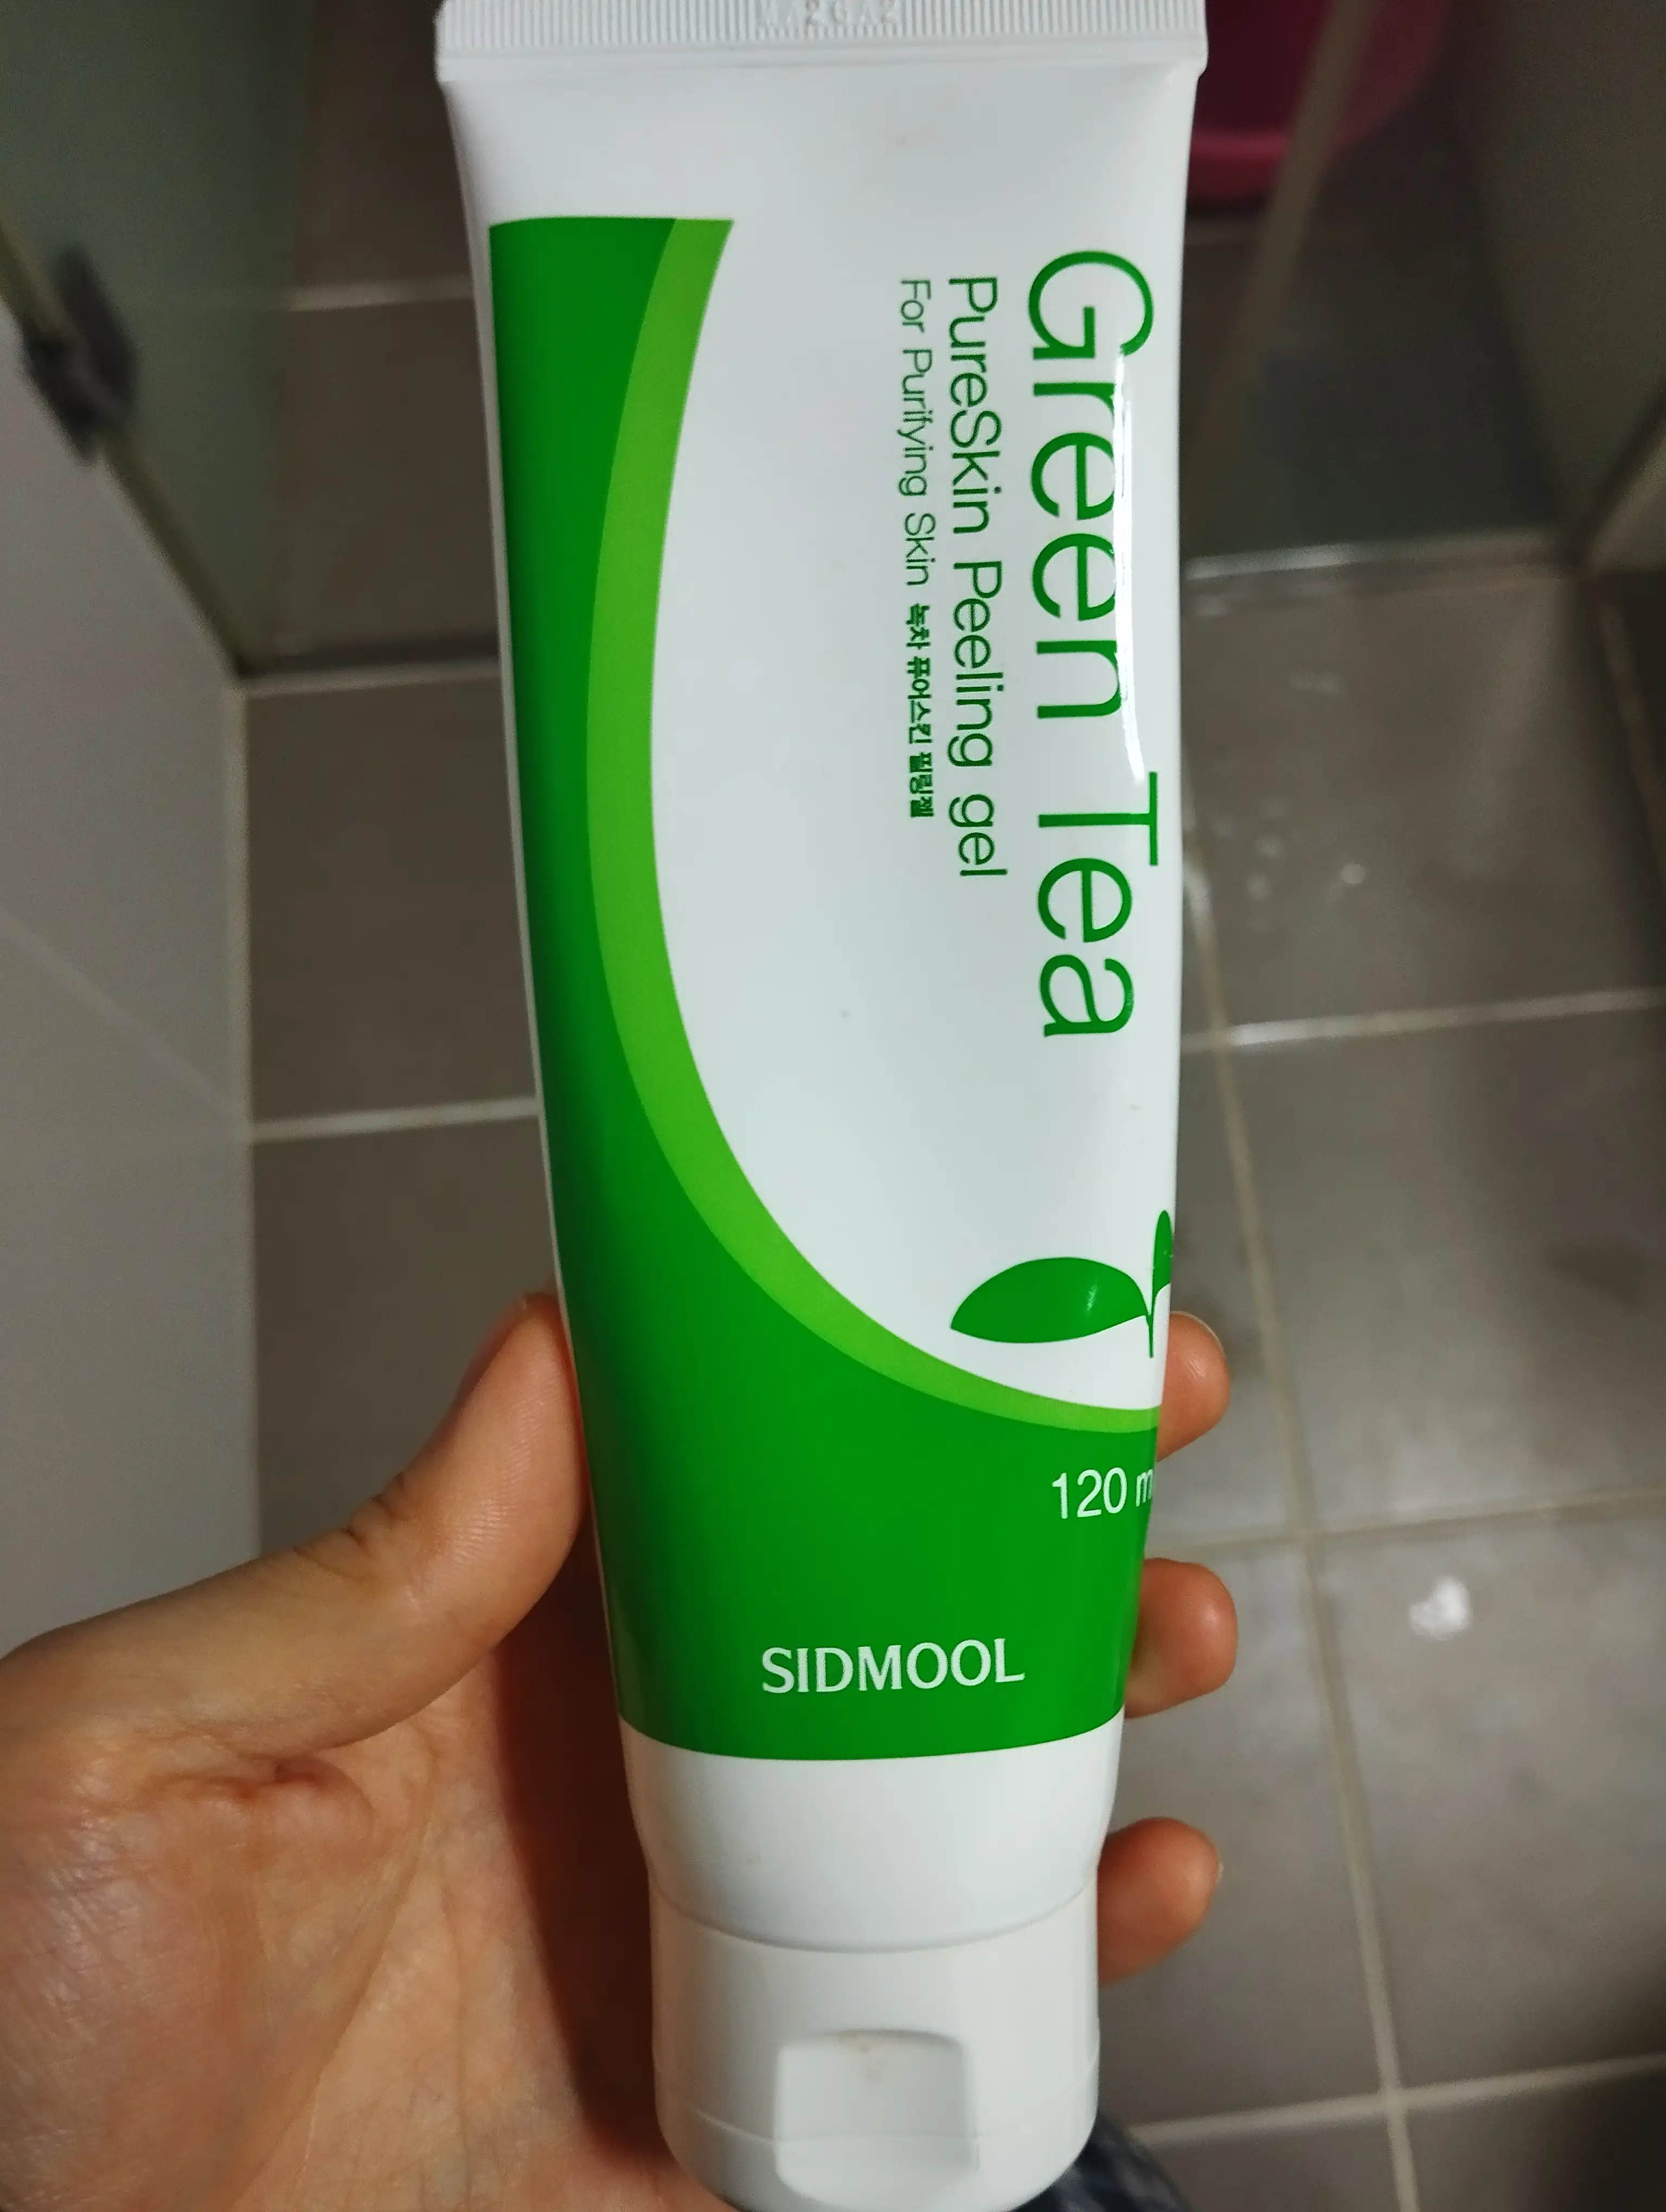 Green Tea
PureSkin Peeling gel
For Purifying Skin 녹차 퓨어스킨 필링젤
120 m
SIDMOOL